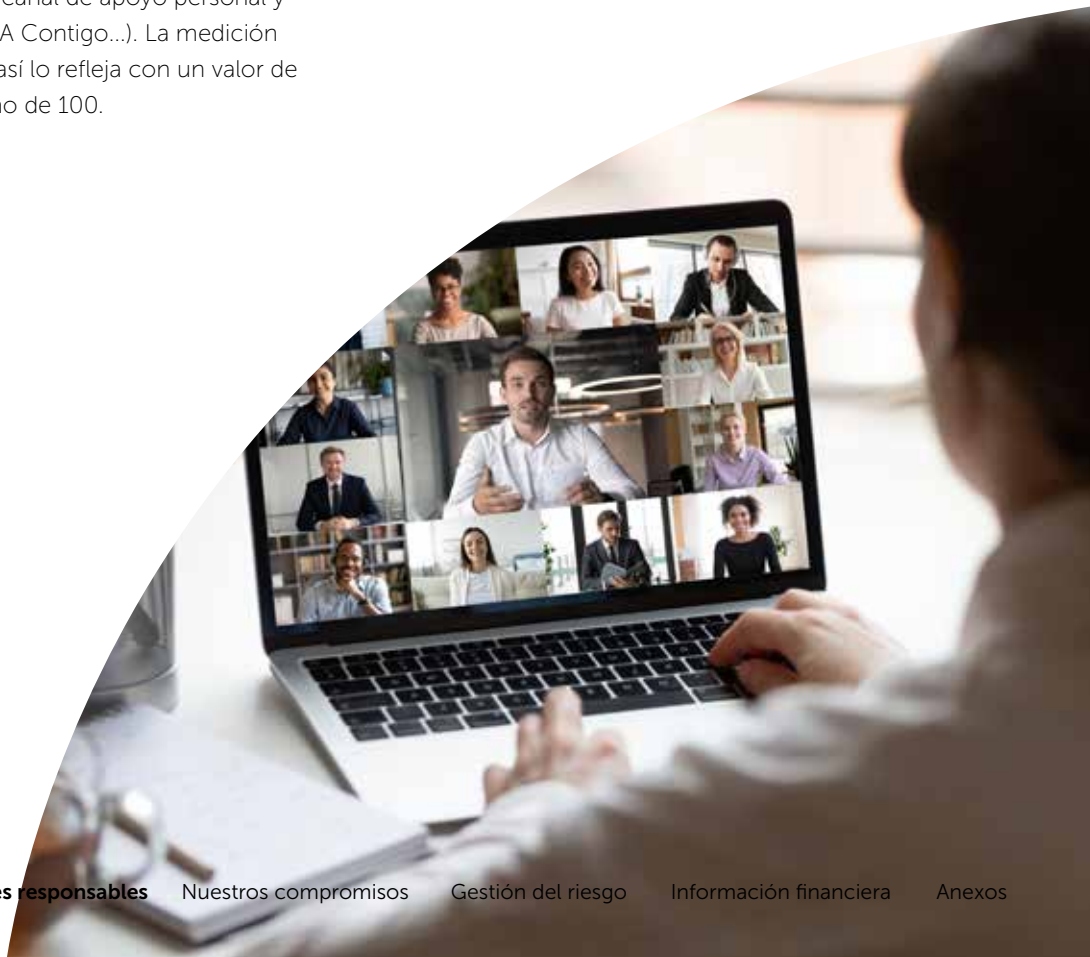 canal de apoyo personal y
A Contigo...). La medición
así lo refleja con un valor de
no de 100.
es responsables Nuestros compromisos Gestión del riesgo Información financiera Anexos